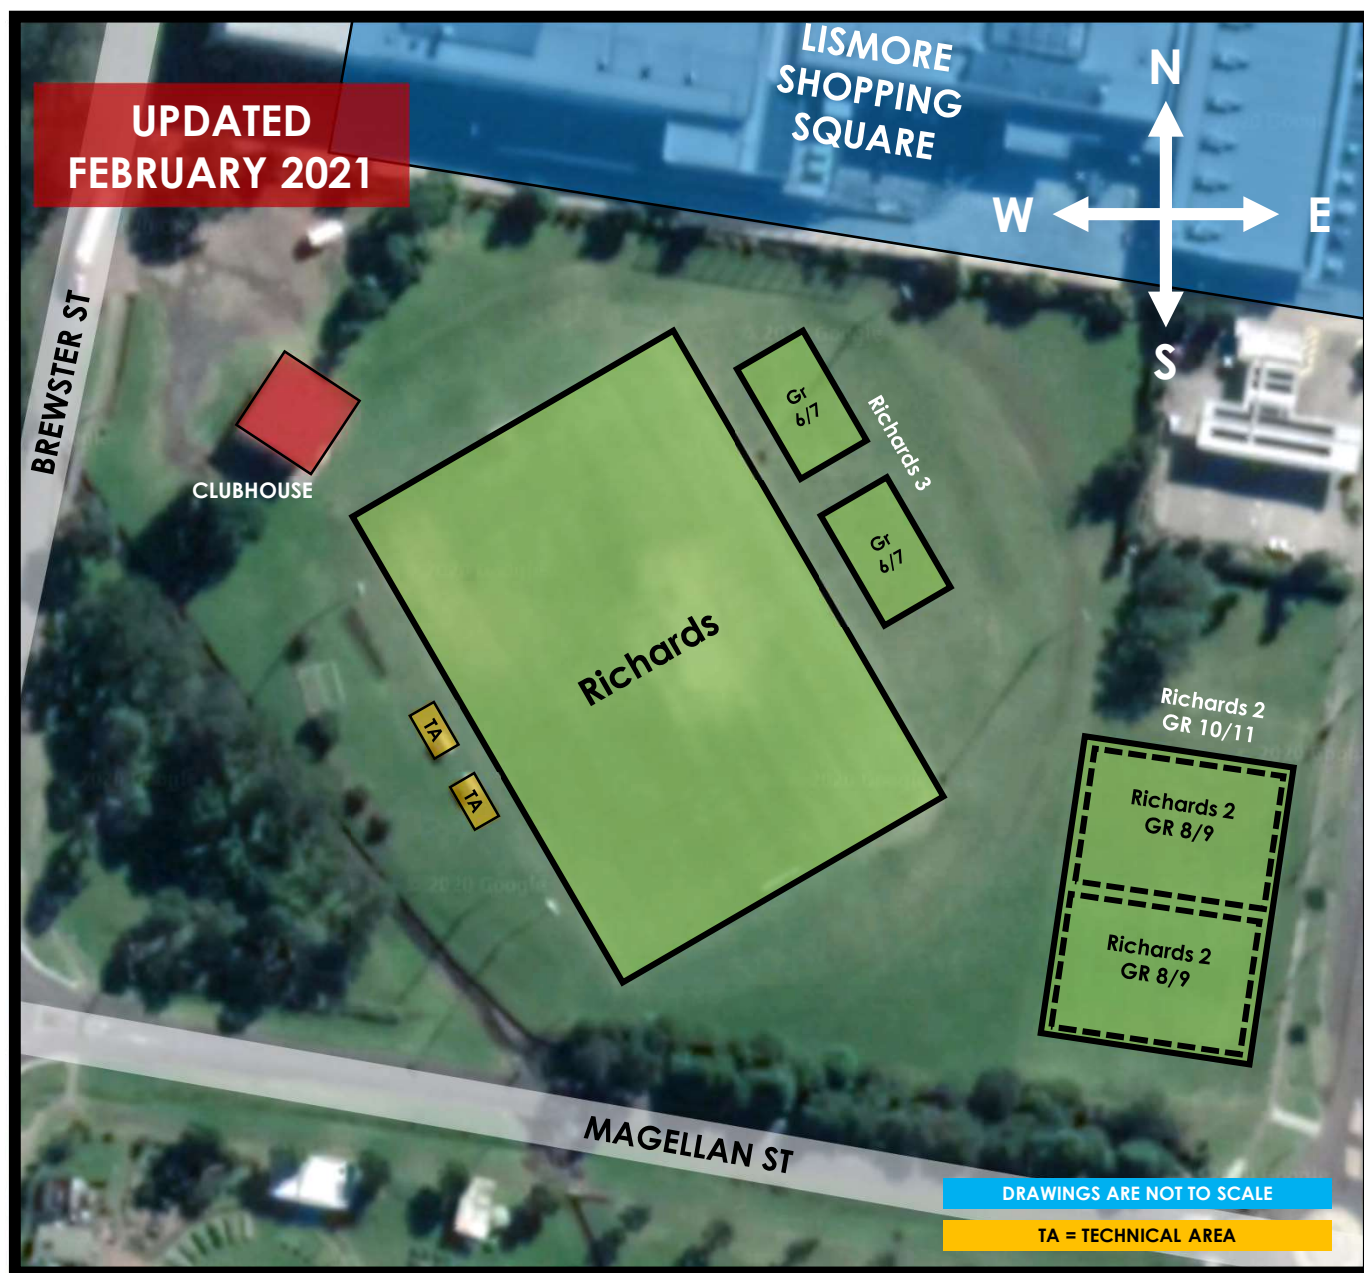 LISMORE
SHOPPING
SQUARE
N
W
E
S
UPDATED
FEBRUARY 2021
BREWSTER ST
CLUBHOUSE
Gr
6/7
Richards 3
Gr
6/7
Richards
TA
TA
Richards 2
GR 10/11
Richards 2
GR 8/9
Richards 2
GR 8/9
© 2020 Google
MAGELLAN ST
DRAWINGS ARE NOT TO SCALE
TA = TECHNICAL AREA